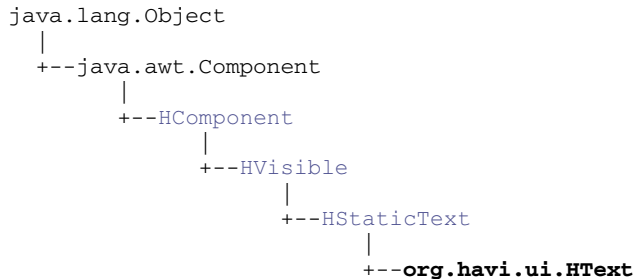 java.lang.Object
|
+--java.awt.Component
|
+--HComponent
|
+--HVisible
|
+--HStaticText
|
+--org.havi.ui.HText